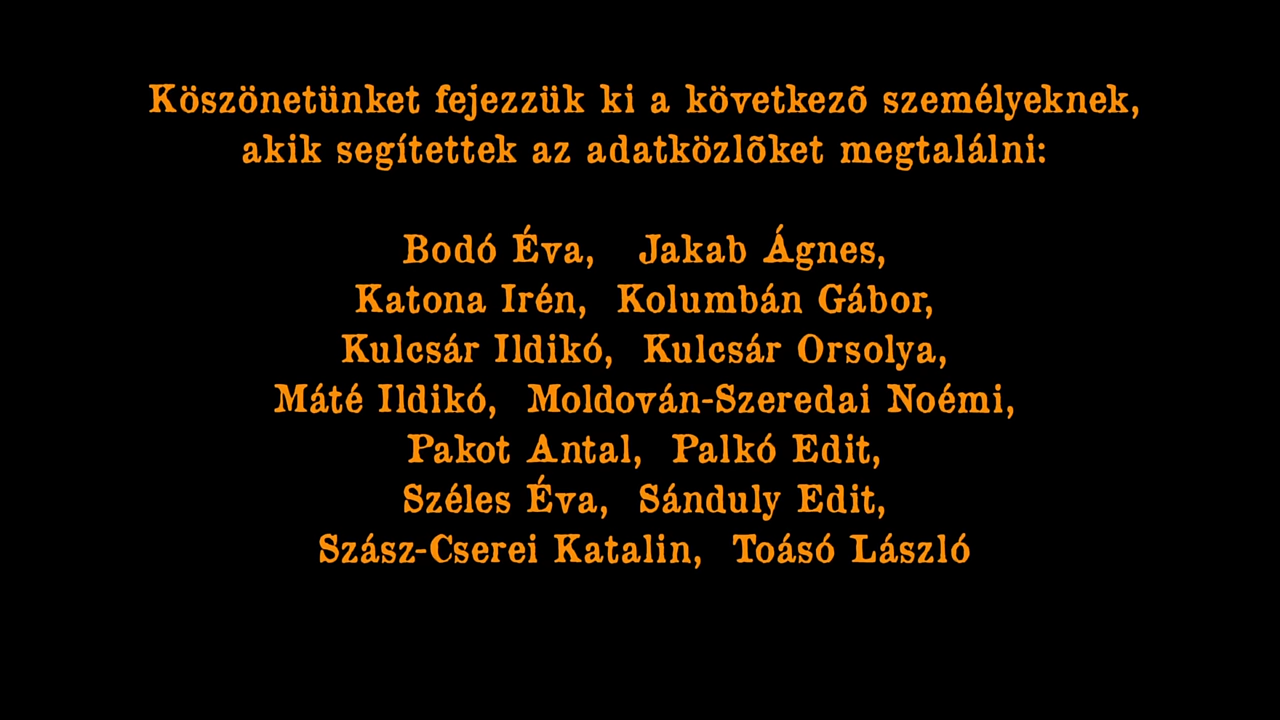 Köszönetünket fejezzük ki a következõ személyeknek,
akik segítettek az adatközlõket megtalálni:
Bodó Éva, Jakab Ágnes,
Katona Irén, Kolumbán Gábor,
Kulcsár Ildikó, Kulcsár Orsolya,
Máté Ildikó, Moldován-Szeredai Noémi,
Pakot Antal, Palkó Edit,
Széles Éva, Sánduly Edit,
Szász-Cserei Katalin, Toásó László